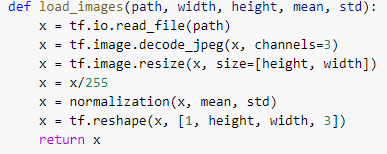 def load_images(path, width, height, mean, std):
    x = tf.io.read_file(path)
    x = tf.image.decode_jpeg(x, channels=3)
    x = tf.image.resize(x, size=[height, width])
    x = x/255
    x = normalization(x, mean, std)
    x = tf.reshape(x, [1, height, width, 3])
    return x